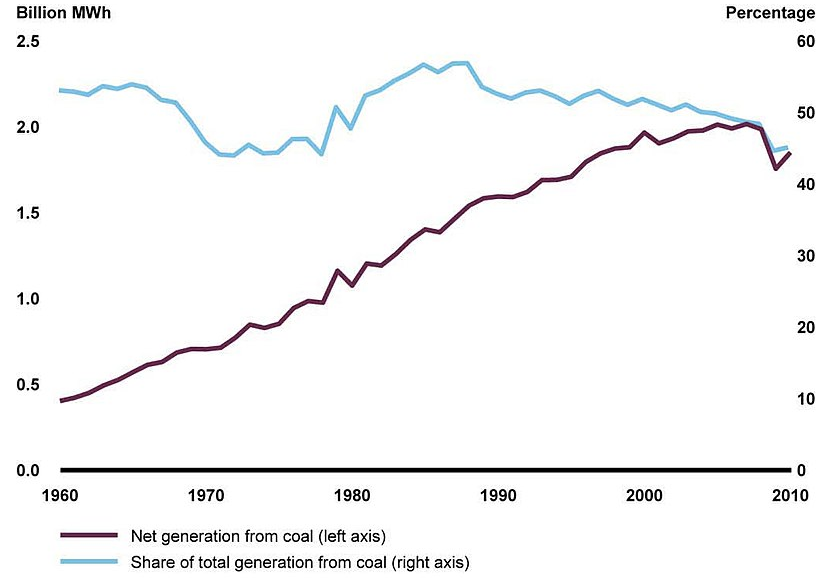 Billion MWh Percentage
2.5 60
50
2.0
40
1.5
30
1.0
20
0.5
10
0.0 0
1960 1970 1980 1990 2000 2010
Net generation from coal (left axis)
Share of total generation from coal (right axis)